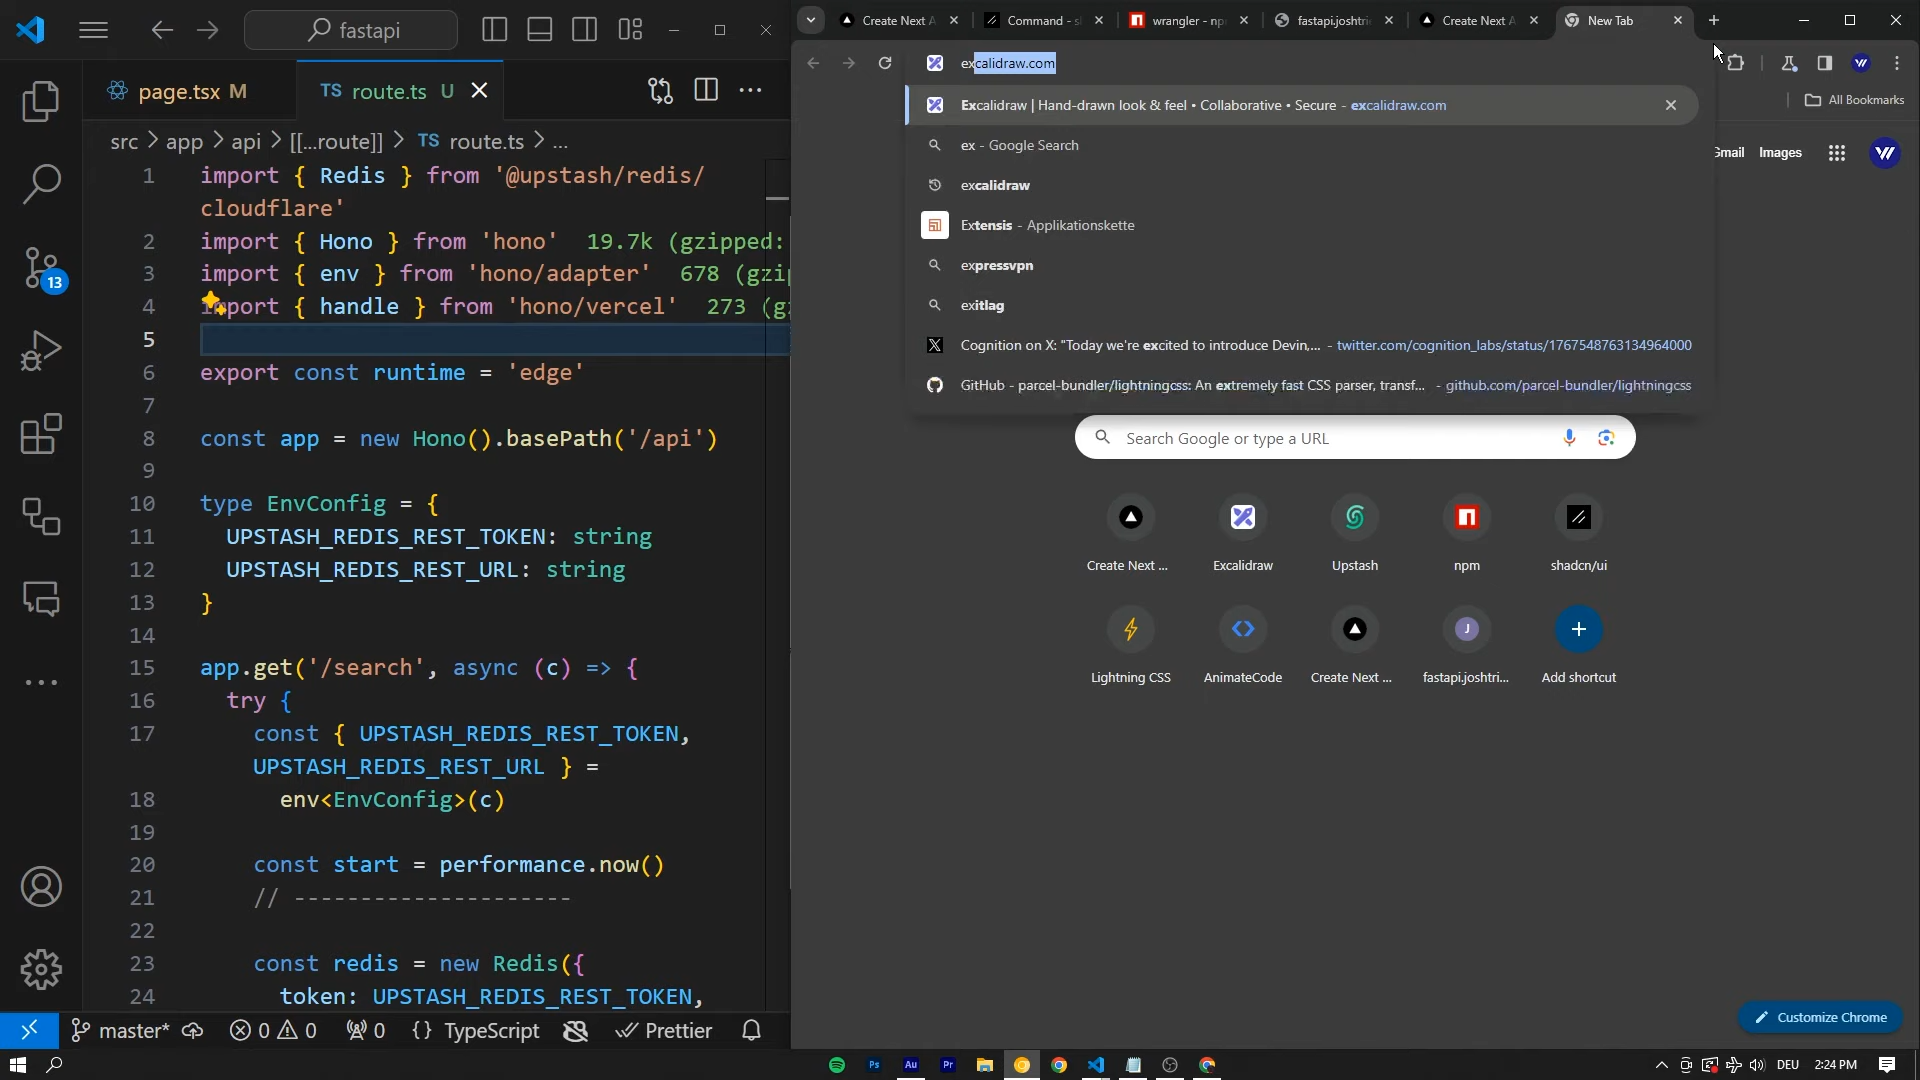 fastapi
page.tsx M
TS route.ts U
src > app > api > [[...route]] > TS route.ts > ...
1 import { Redis } from '@upstash/redis/
cloudflare'
2 import { Hono } from 'hono' 19.7k (gzipped:
3 import { env } from 'hono/adapter' 678 (gzip
4 import { handle } from 'hono/vercel' 273 (g
5
6 export const runtime = 'edge'
7
8 const app = new Hono().basePath('/api')
9
10 type EnvConfig = {
11 UPSTASH_REDIS_REST_TOKEN: string
12 UPSTASH_REDIS_REST_URL: string
13 }
14
15 app.get('/search', async (c) => {
16 try {
17 const { UPSTASH_REDIS_REST_TOKEN,
UPSTASH_REDIS_REST_URL } =
18 env<EnvConfig>(c)
19
20 const start = performance.now()
21 // ---------------------
22
23 const redis = new Redis({
24 token: UPSTASH_REDIS_REST_TOKEN,
13
master* 0 0 0 {} TypeScript Prettier
Create Next A
Command - s
wrangler - np
fastapi.joshtri
Create Next A
New Tab
excalidraw.com
All Bookmarks
Excalidraw | Hand-drawn look & feel • Collaborative • Secure - excalidraw.com
ex - Google Search
excalidraw
Extensis - Applikationskette
expressvpn
exitlag
Cognition on X: "Today we're excited to introduce Devin,... - twitter.com/cognition_labs/status/1767548763134964000
GitHub - parcel-bundler/lightningcss: An extremely fast CSS parser, transf... - github.com/parcel-bundler/lightningcss
Gmail Images
Search Google or type a URL
Create Next ... Excalidraw Upstash npm shadcn/ui
J
Lightning CSS AnimateCode Create Next ... fastapi.joshtri... Add shortcut
Customize Chrome
Ps Au Pr DEU 2:24 PM